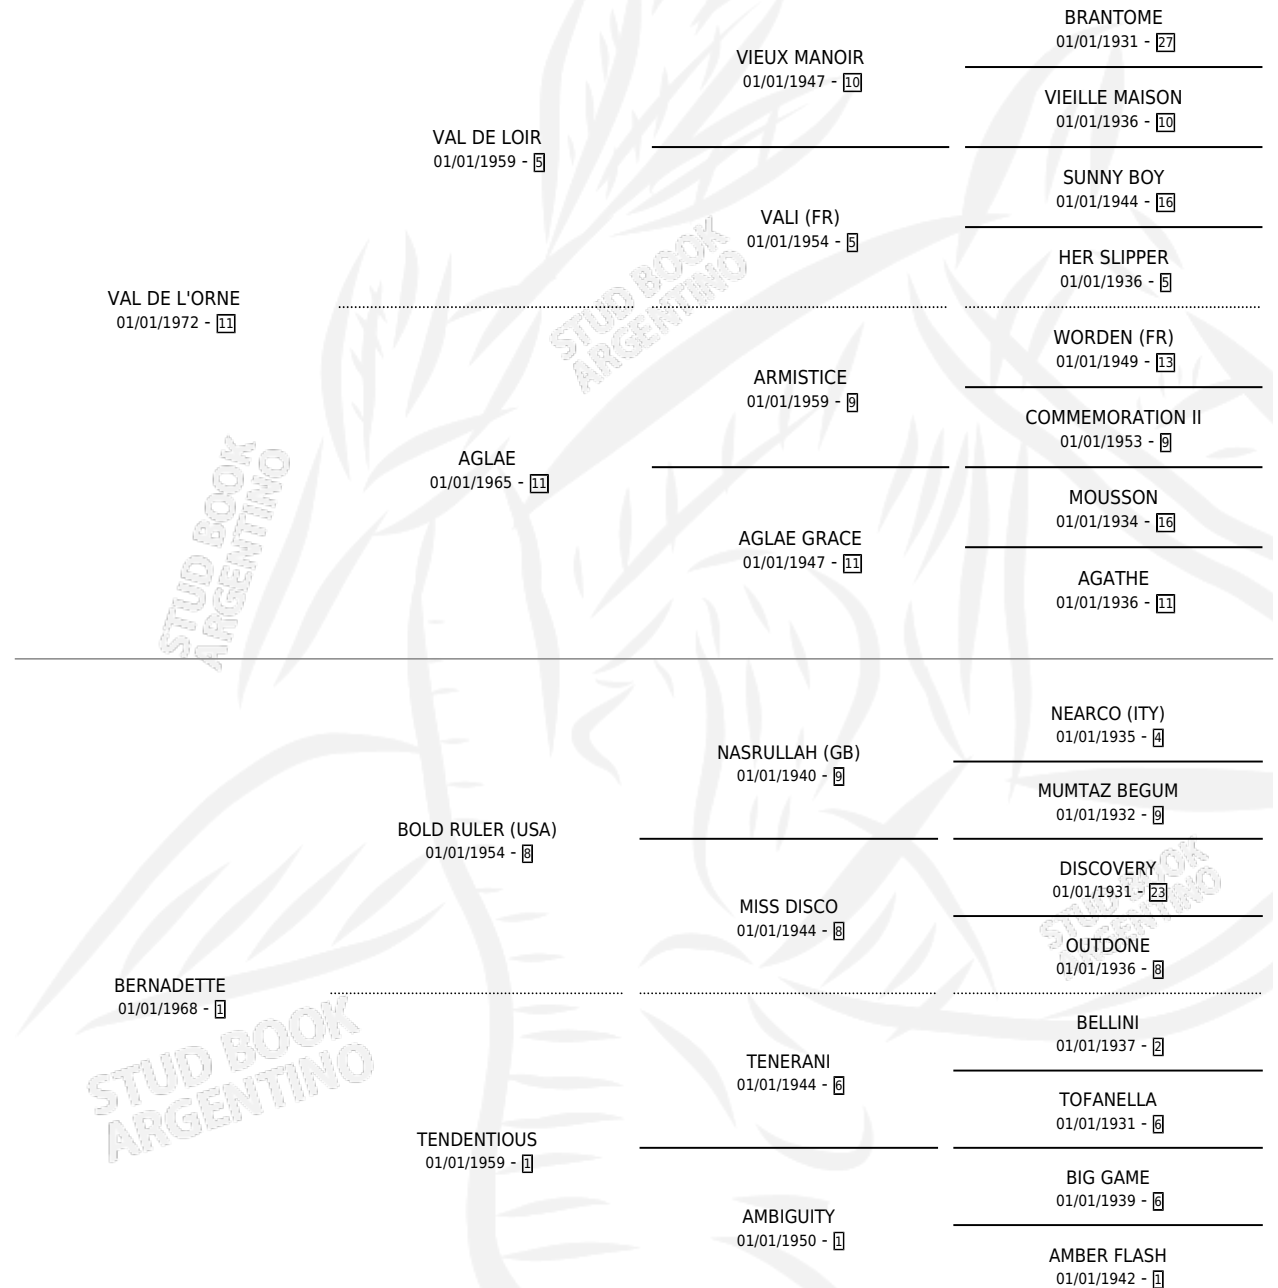 BRANTOME
01/01/1931 - 27
VIEUX MANOIR
01/01/1947 - 10
VIEILLE MAISON
01/01/1936 - 10
VAL DE LOIR
01/01/1959 - 5
SUNNY BOY
01/01/1944 - 16
VALI (FR)
01/01/1954 - 5
HER SLIPPER
01/01/1936 - 5
VAL DE L'ORNE
01/01/1972 - 11
WORDEN (FR)
01/01/1949 - 13
ARMISTICE
01/01/1959 - 9
COMMEMORATION II
01/01/1953 - 9
AGLAE
01/01/1965 - 11
MOUSSON
01/01/1934 - 16
AGLAE GRACE
01/01/1947 - 11
AGATHE
01/01/1936 - 11
NEARCO (ITY)
01/01/1935 - 4
NASRULLAH (GB)
01/01/1940 - 9
MUMTAZ BEGUM
01/01/1932 - 9
BOLD RULER (USA)
01/01/1954 - 8
DISCOVERY
01/01/1931 - 23
MISS DISCO
01/01/1944 - 8
OUTDONE
01/01/1936 - 8
BERNADETTE
01/01/1968 - 1
BELLINI
01/01/1937 - 2
TENERANI
01/01/1944 - 6
TOFANELLA
01/01/1931 - 6
TENDENTIOUS
01/01/1959 - 1
BIG GAME
01/01/1939 - 6
AMBIGUITY
01/01/1950 - 1
AMBER FLASH
01/01/1942 - 1
STUD BOOK
ARGENTINO
STUD BOOK
ARGENTINO
STUD BOOK
ARGENTINO
STUD BOOK
ARGENTINO